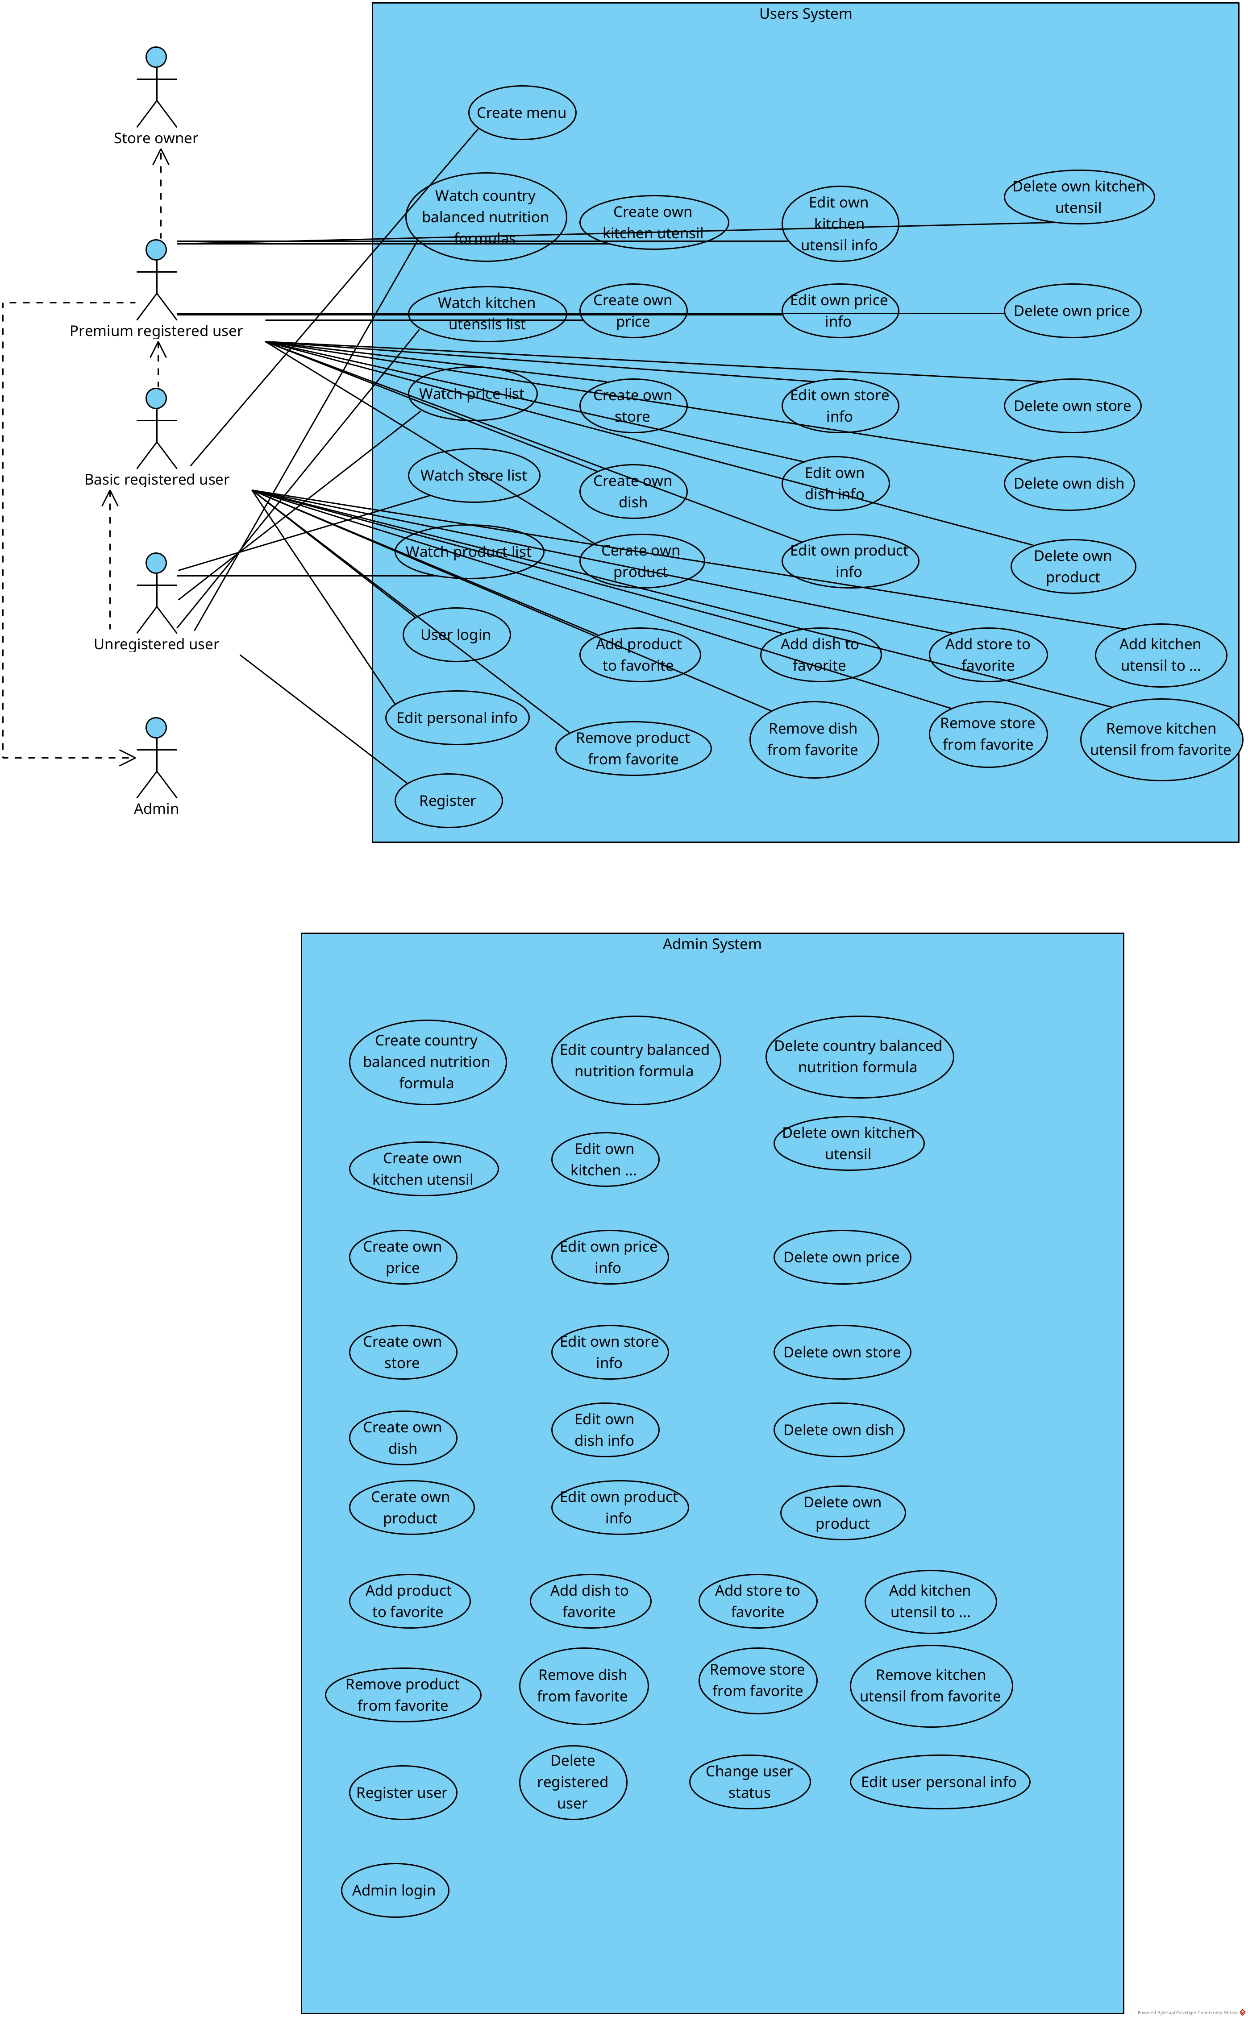 Users System
Store owner
Premium registered user
Basic registered user
Unregistered user
Admin
Create menu
Watch country
balanced nutrition
formulas
Create own
kitchen utensil
Edit own
kitchen
utensil info
Delete own kitchen
utensil
Watch kitchen
utensils list
Create own
price
Edit own price
info
Delete own price
Watch price list
Create own
store
Edit own store
info
Delete own store
Watch store list
Create own
dish
Edit own
dish info
Delete own dish
Watch product list
Cerate own
product
Edit own product
info
Delete own
product
User login
Add product
to favorite
Add dish to
favorite
Add store to
favorite
Add kitchen
utensil to ...
Edit personal info
Remove product
from favorite
Remove dish
from favorite
Remove store
from favorite
Remove kitchen
utensil from favorite
Register
Admin System
Create country
balanced nutrition
formula
Edit country balanced
nutrition formula
Delete country balanced
nutrition formula
Create own
kitchen utensil
Edit own
kitchen ...
Delete own kitchen
utensil
Create own
price
Edit own price
info
Delete own price
Create own
store
Edit own store
info
Delete own store
Create own
dish
Edit own
dish info
Delete own dish
Cerate own
product
Edit own product
info
Delete own
product
Add product
to favorite
Add dish to
favorite
Add store to
favorite
Add kitchen
utensil to ...
Remove product
from favorite
Remove dish
from favorite
Remove store
from favorite
Remove kitchen
utensil from favorite
Register user
Delete
registered
user
Change user
status
Edit user personal info
Admin login
Powered By Visual Paradigm Community Edition